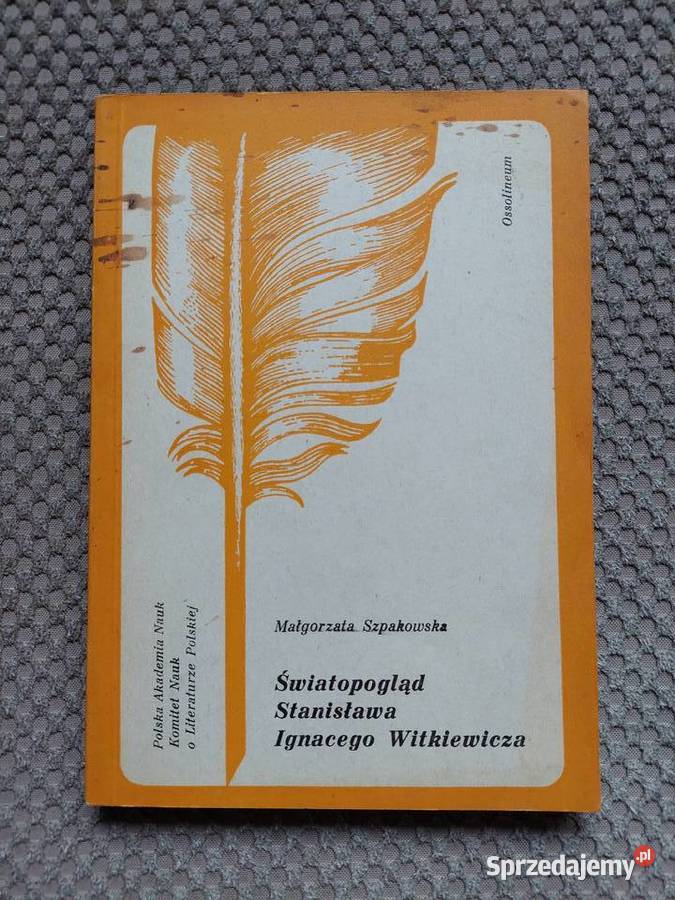 Ossolineum
Małgorzata Szpakowska
Światopogląd
Stanisława
Ignacego Witkiewicza
Polska Akademia Nauk
Komitet Nauk
o Literaturze Polskiej
Sprzedajemy.pl